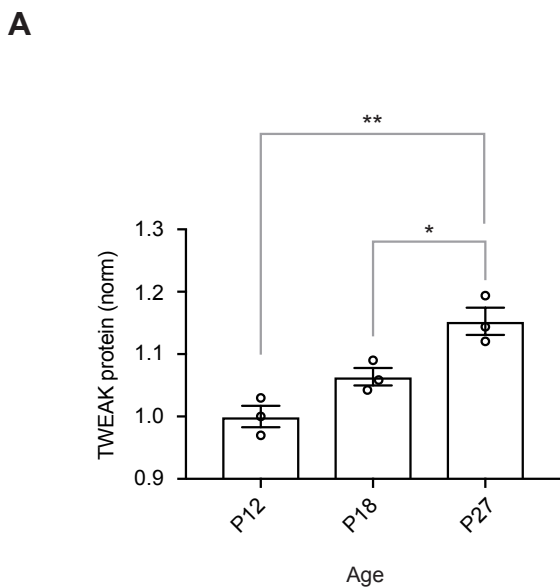 A
**
*
TWEAK protein (norm)
1.3
1.2
1.1
1.0
0.9
P12
P18
P27
Age